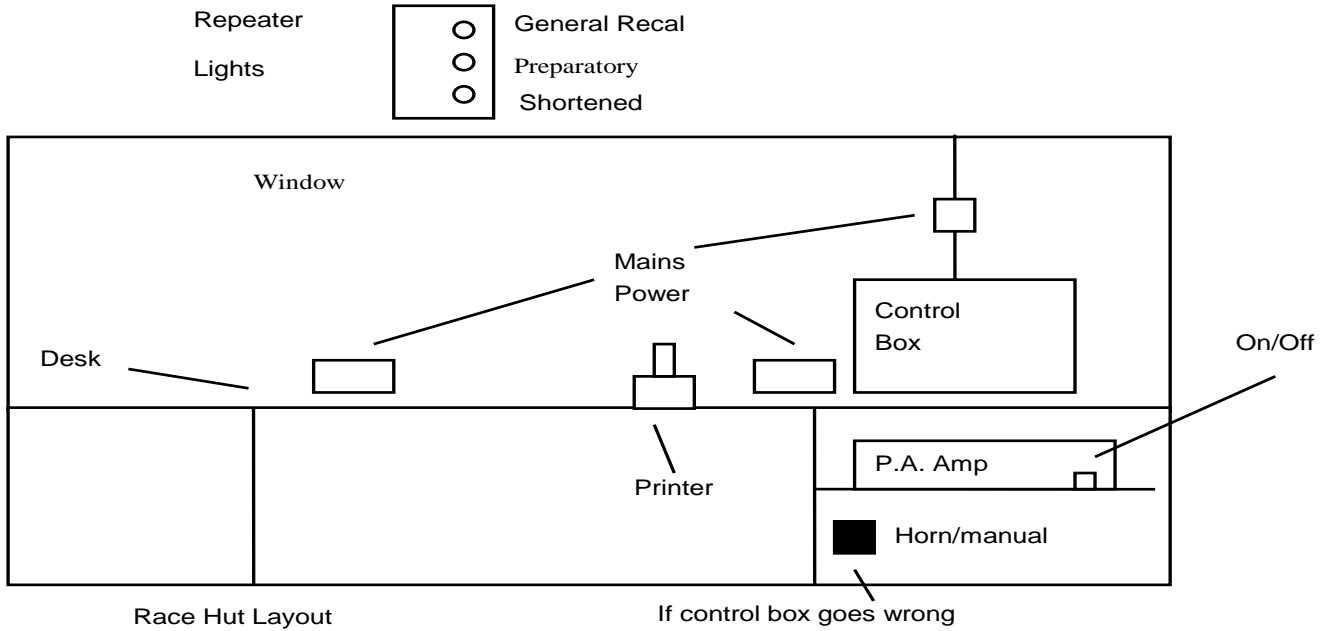 Repeater
General Recal
Lights
Preparatory
Shortened
Window
Mains
Power
Control
Box
On/Off
Desk
P.A. Amp
Printer
Horn/manual
Race Hut Layout
If control box goes wrong